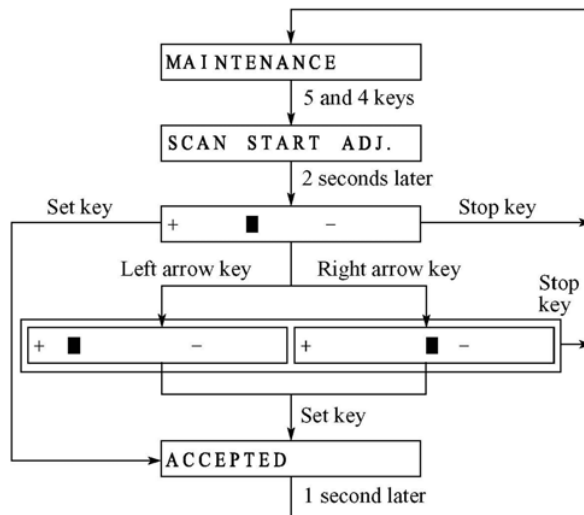 MAINTENANCE
5 and 4 keys
SCAN START ADJ.
2 seconds later
Set key
+ ■ −
Stop key
Left arrow key
Right arrow key
Stop
key
+ ■ −
+ ■ −
Set key
ACCEPTED
1 second later